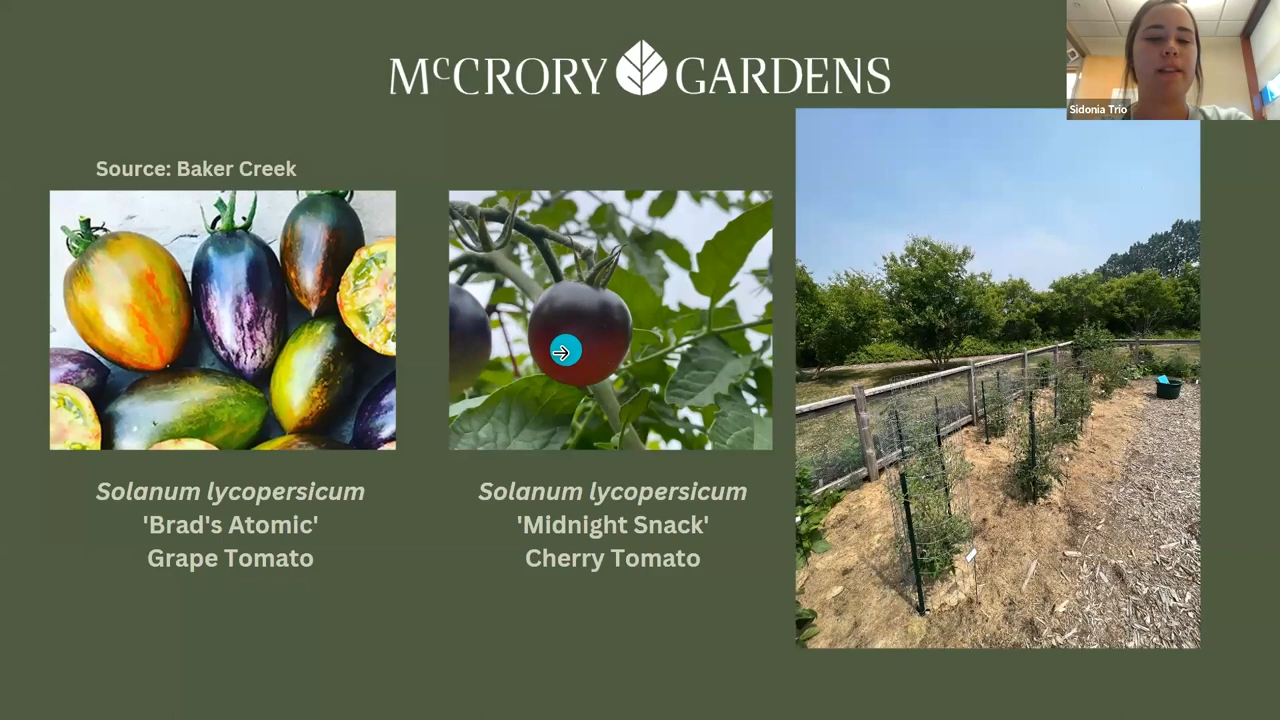 McCRORY GARDENS
Sidonia Trio
Source: Baker Creek
Solanum lycopersicum
'Brad's Atomic'
Grape Tomato
Solanum lycopersicum
'Midnight Snack'
Cherry Tomato